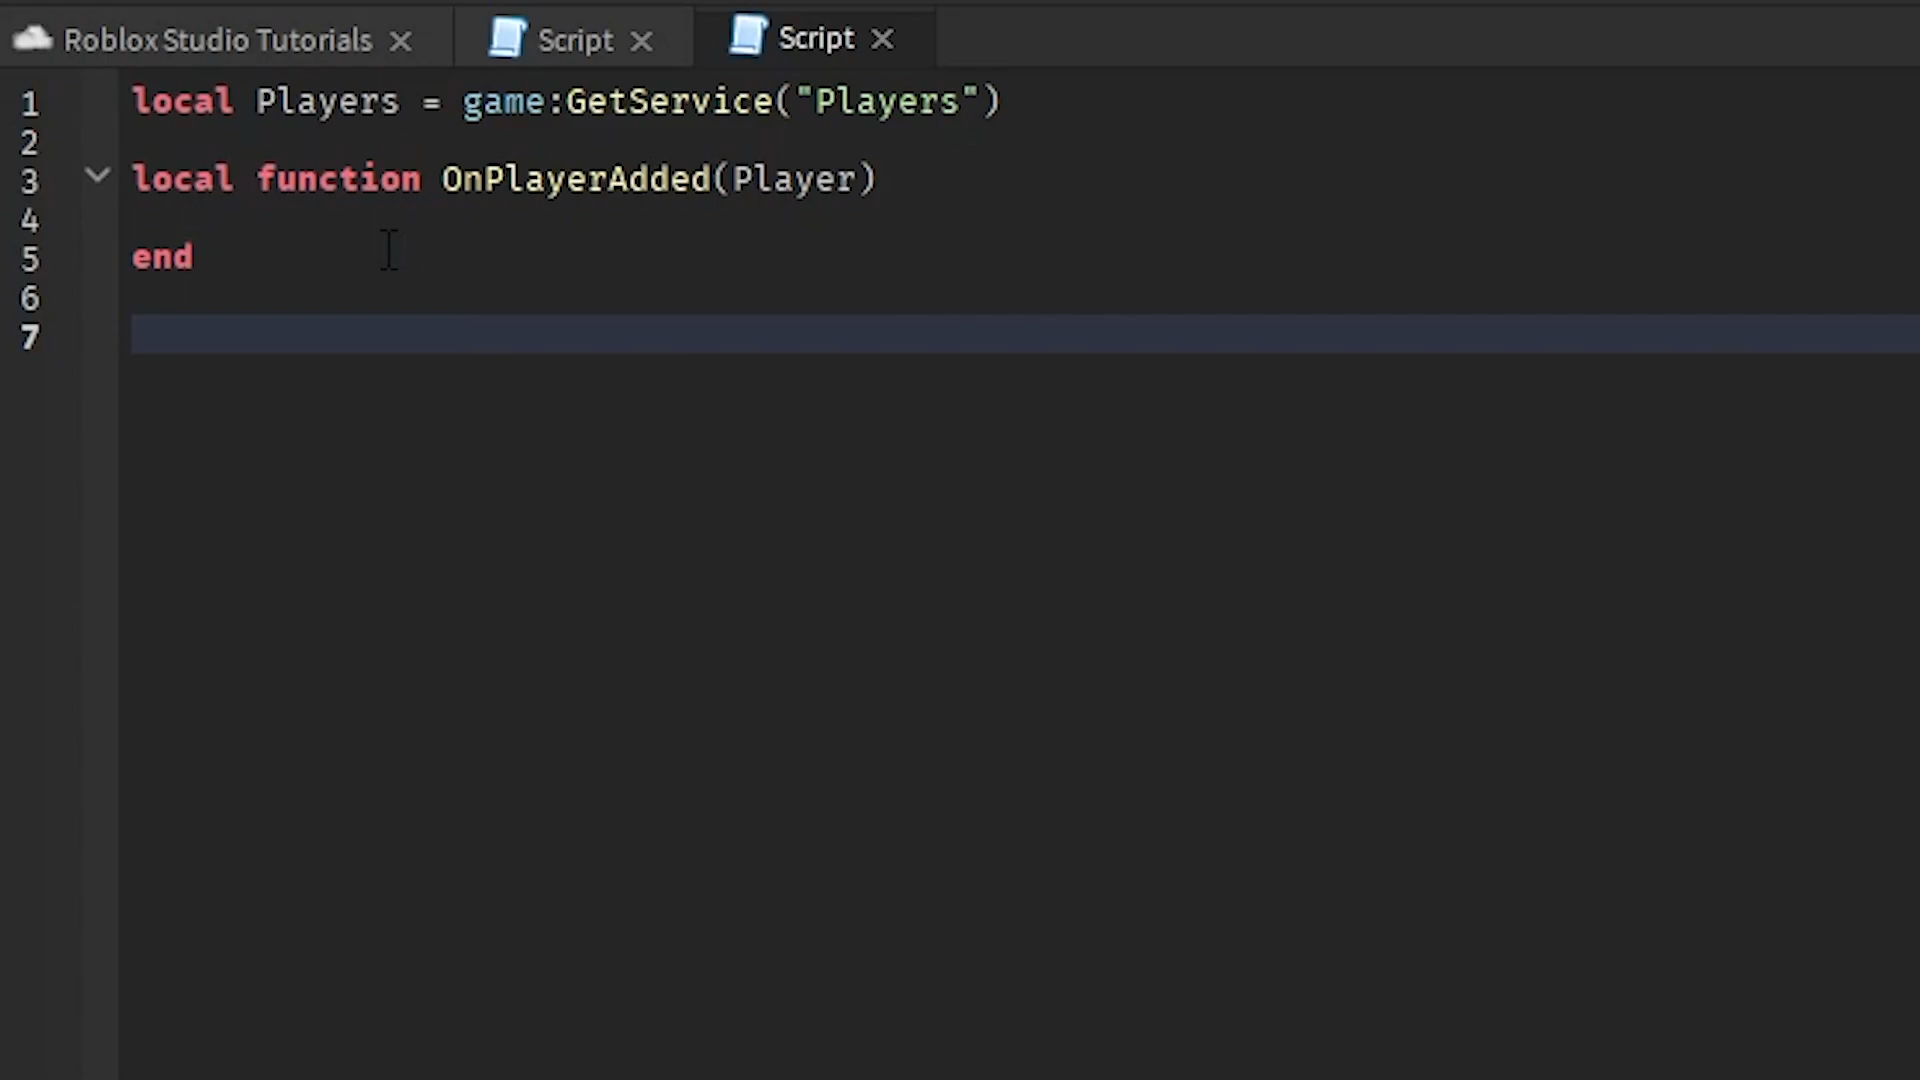 Roblox Studio Tutorials Script Script
1 local Players = game:GetService("Players")
2
3 local function OnPlayerAdded(Player)
4
5 end
6
7